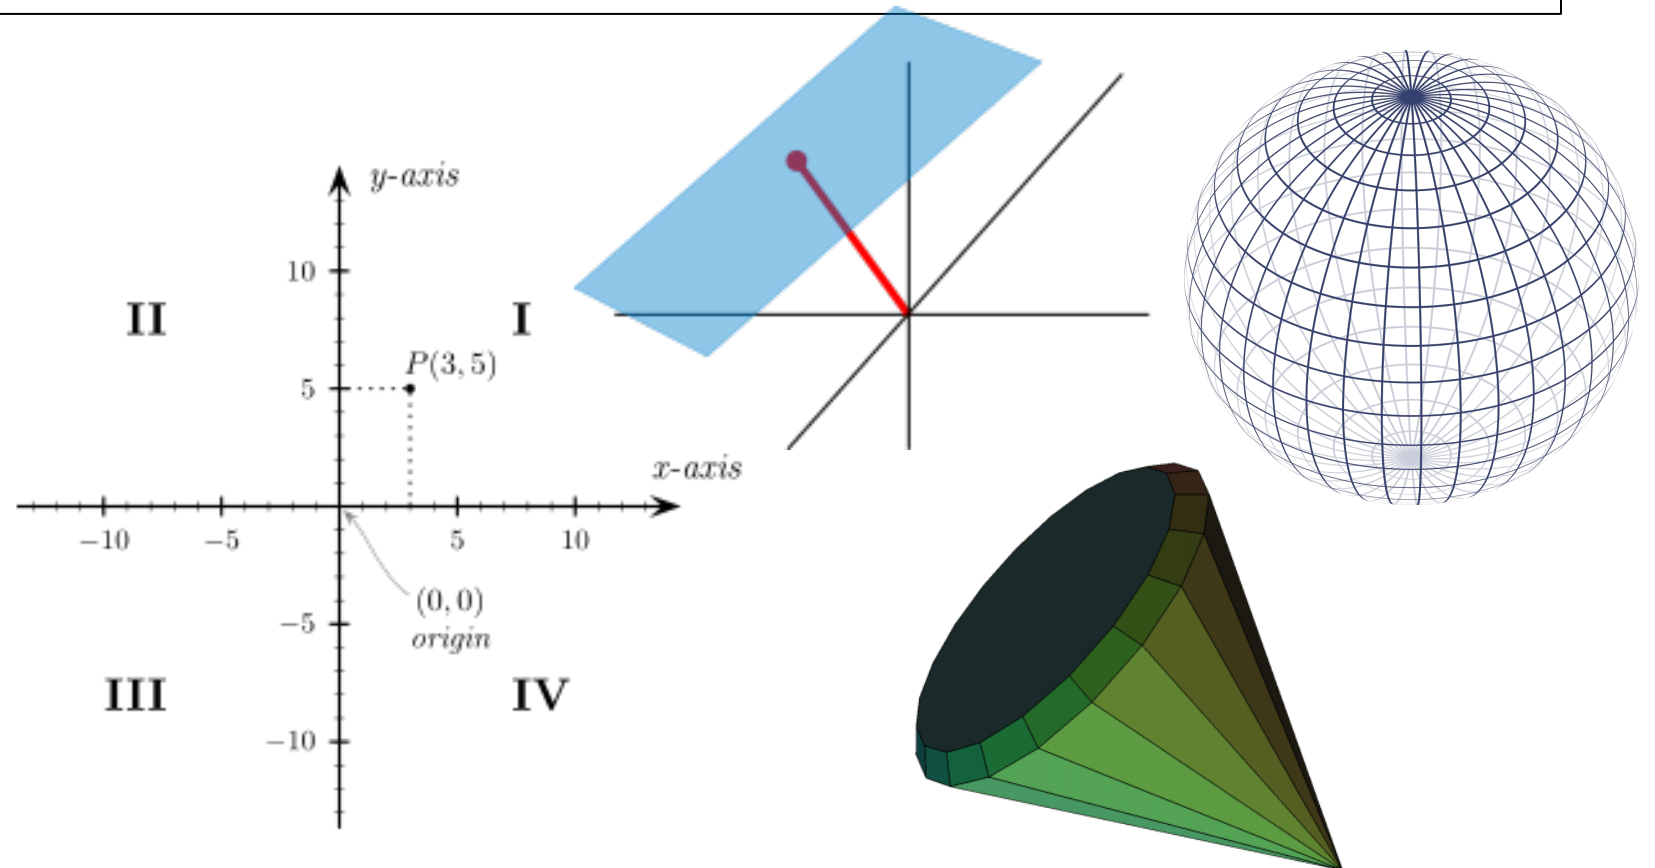 y-axis
10
II
I
P(3, 5)
5
x-axis
−10
−5
5
10
(0, 0)
−5
origin
III
IV
−10